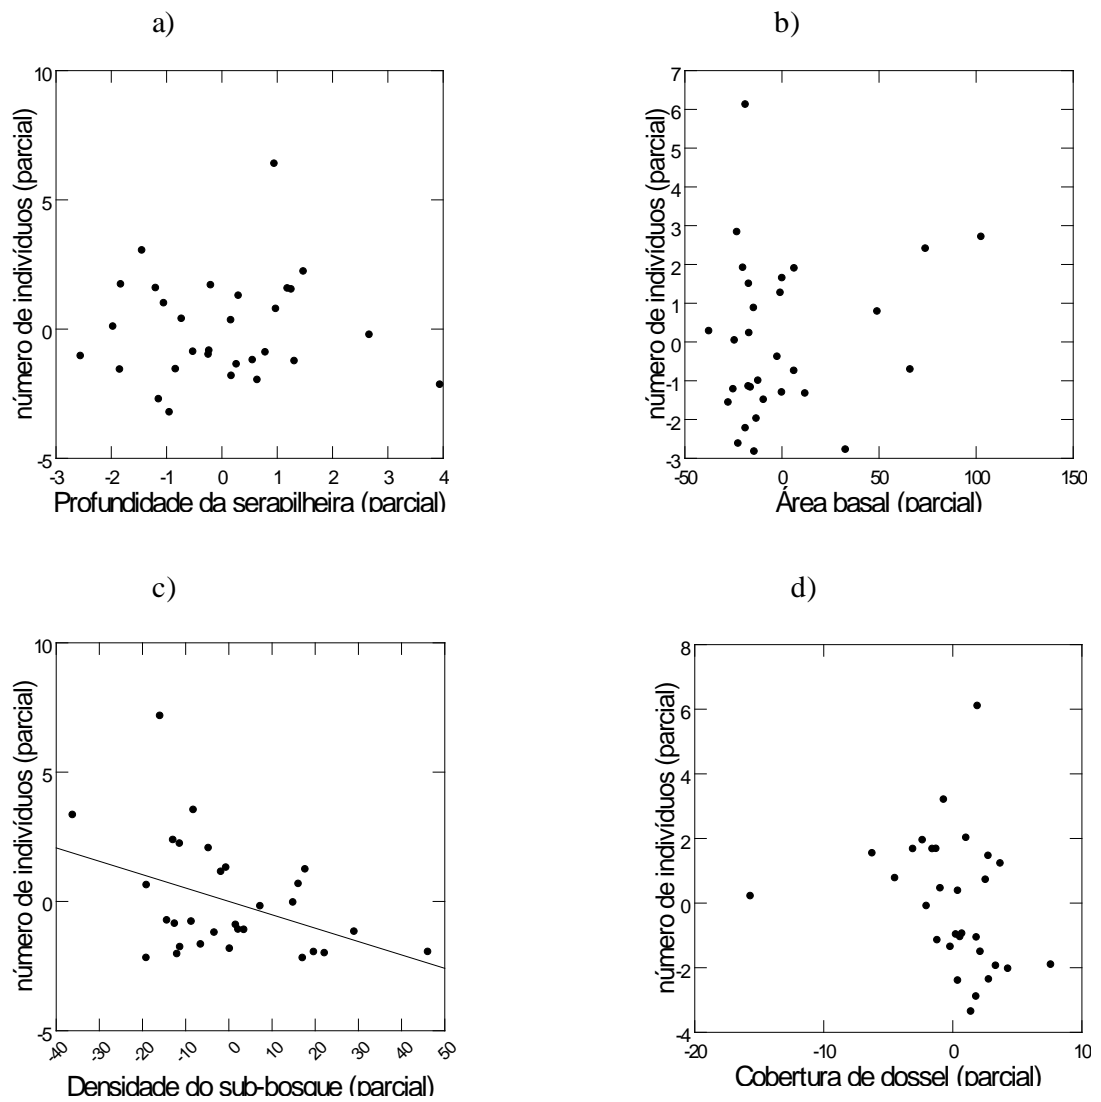 a)
número de indivíduos (parcial)
10
5
0
-5
-3 -2 -1 0 1 2 3 4
Profundidade da serapilheira (parcial)
b)
número de indivíduos (parcial)
7
6
5
4
3
2
1
0
-1
-2
-3
-50 0 50 100 150
Área basal (parcial)
c)
número de indivíduos (parcial)
10
5
0
-5
-40 -30 -20 -10 0 10 20 30 40 50
Densidade do sub-bosque (parcial)
d)
número de indivíduos (parcial)
8
6
4
2
0
-2
-4
-20 -10 0 10
Cobertura de dossel (parcial)